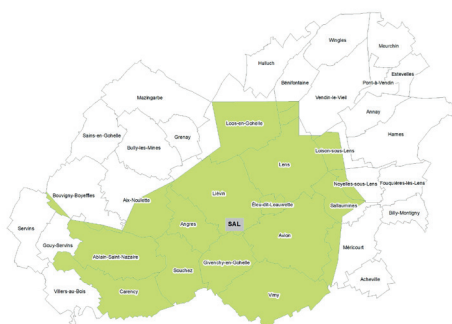 Wingles
Meurchin
Hulluch
Estevelles
Bénifontaine
Pont-à-Vendin
Vendin-le-Vieil
Mazingarbe
Annay
Loos-en-Gohelle
Sains-en-Gohelle
Grenay
Harnes
Bully-les-Mines
Loison-sous-Lens
Lens
Liévin
Noyelles-sous-Lens
Fouquières-lès-Lens
Bouvigny-Boyeffles
Aix-Noulette
Éleu-dit-Leauwette
Sallaumines
Billy-Montigny
Servins
Angres
SAL
Avion
Gouy-Servins
Méricourt
Ablain-Saint-Nazaire
Givenchy-en-Gohelle
Souchez
Acheville
Villers-au-Bois
Carency
Vimy